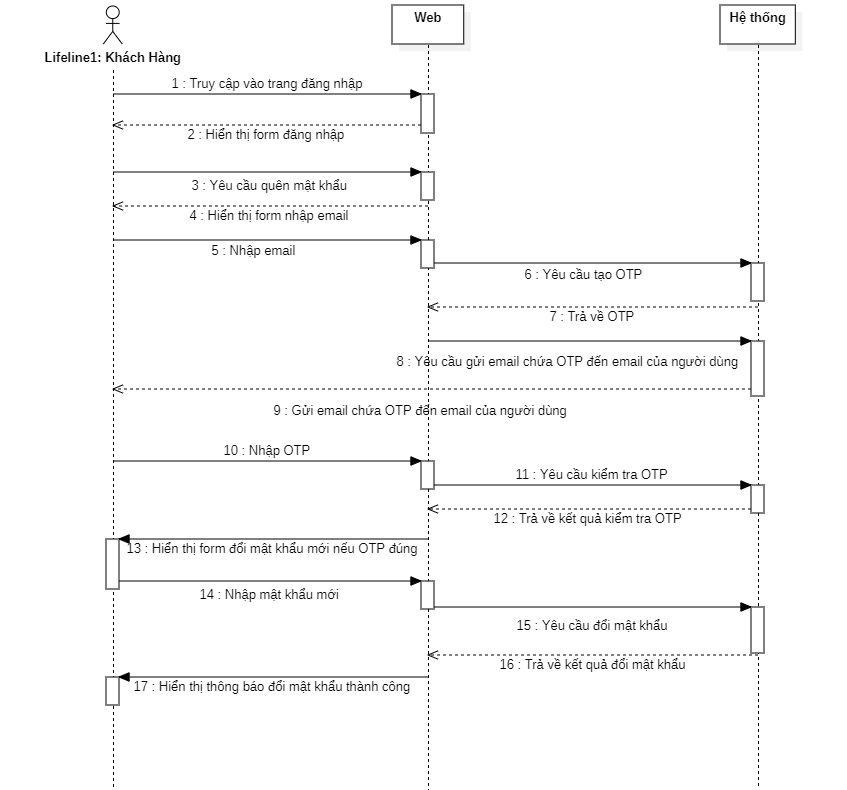 Web
Hệ thống
Lifeline1: Khách Hàng
1 : Truy cập vào trang đăng nhập
2 : Hiển thị form đăng nhập
3 : Yêu cầu quên mật khẩu
4 : Hiển thị form nhập email
5 : Nhập email
6 : Yêu cầu tạo OTP
7 : Trả về OTP
8 : Yêu cầu gửi email chứa OTP đến email của người dùng
9 : Gửi email chứa OTP đến email của người dùng
10 : Nhập OTP
11 : Yêu cầu kiểm tra OTP
12 : Trả về kết quả kiểm tra OTP
13 : Hiển thị form đổi mật khẩu mới nếu OTP đúng
14 : Nhập mật khẩu mới
15 : Yêu cầu đổi mật khẩu
16 : Trả về kết quả đổi mật khẩu
17 : Hiển thị thông báo đổi mật khẩu thành công